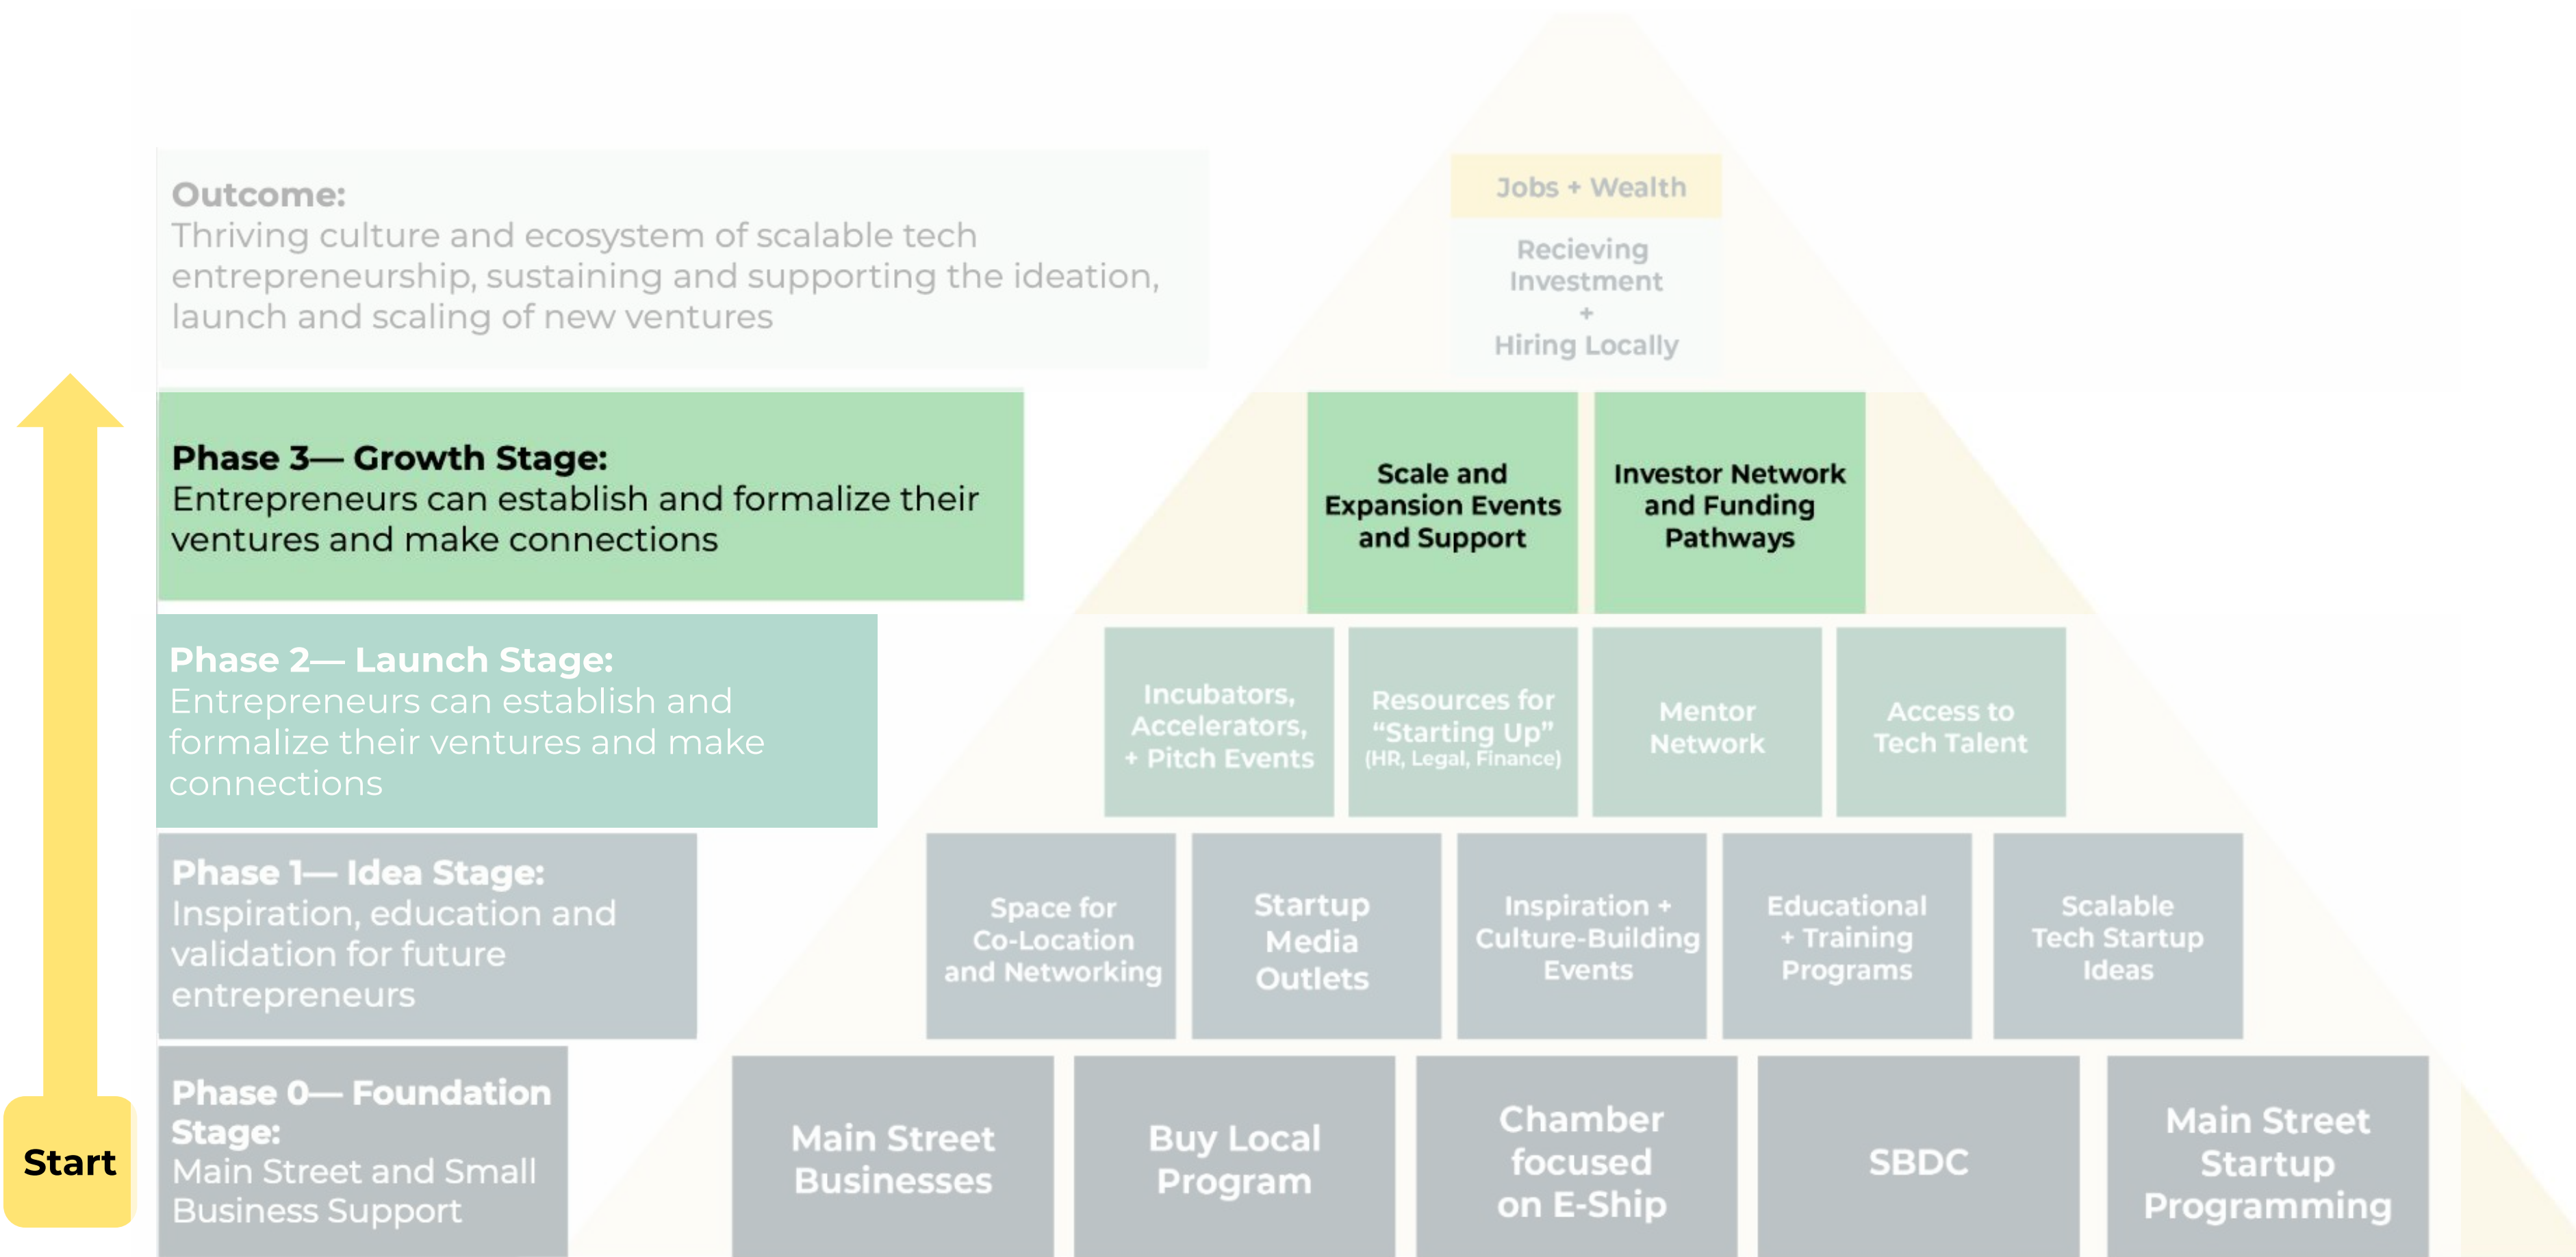 Outcome:
Thriving culture and ecosystem of scalable tech
entrepreneurship, sustaining and supporting the ideation,
launch and scaling of new ventures
Jobs + Wealth
Recieving
Investment
+
Hiring Locally
Phase 3— Growth Stage:
Entrepreneurs can establish and formalize their
ventures and make connections
Scale and
Expansion Events
and Support
Investor Network
and Funding
Pathways
Phase 2— Launch Stage:
Entrepreneurs can establish and
formalize their ventures and make
connections
Incubators,
Accelerators,
+ Pitch Events
Resources for
“Starting Up”
(HR, Legal, Finance)
Mentor
Network
Access to
Tech Talent
Phase 1— Idea Stage:
Inspiration, education and
validation for future
entrepreneurs
Space for
Co-Location
and Networking
Startup
Media
Outlets
Inspiration +
Culture-Building
Events
Educational
+ Training
Programs
Scalable
Tech Startup
Ideas
Start
Phase 0— Foundation
Stage:
Main Street and Small
Business Support
Main Street
Businesses
Buy Local
Program
Chamber
focused
on E-Ship
SBDC
Main Street
Startup
Programming